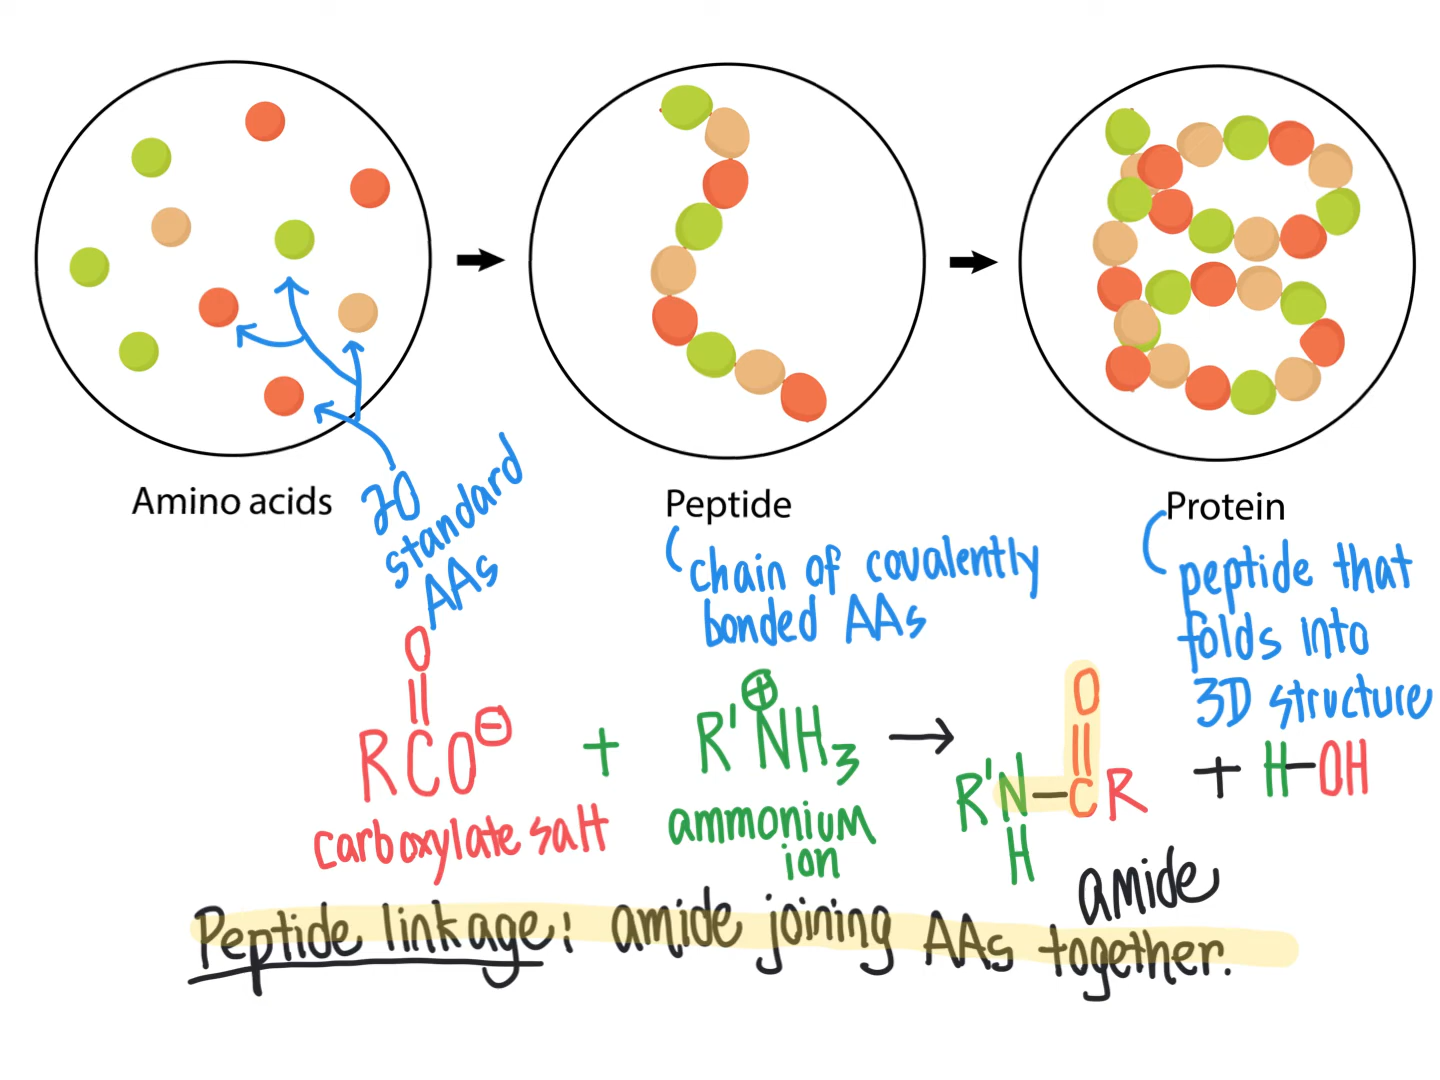 Amino acids
Peptide
Protein
20
standard
AAs
chain of covalently
bonded AAs
peptide that
folds into
3D structure
O
||
RCO⊖ + R'⊕NH3 → R'N—CR + H—OH
O
||
H
carboxylate salt
ammonium
ion
amide
Peptide linkage: amide joining AAs together.